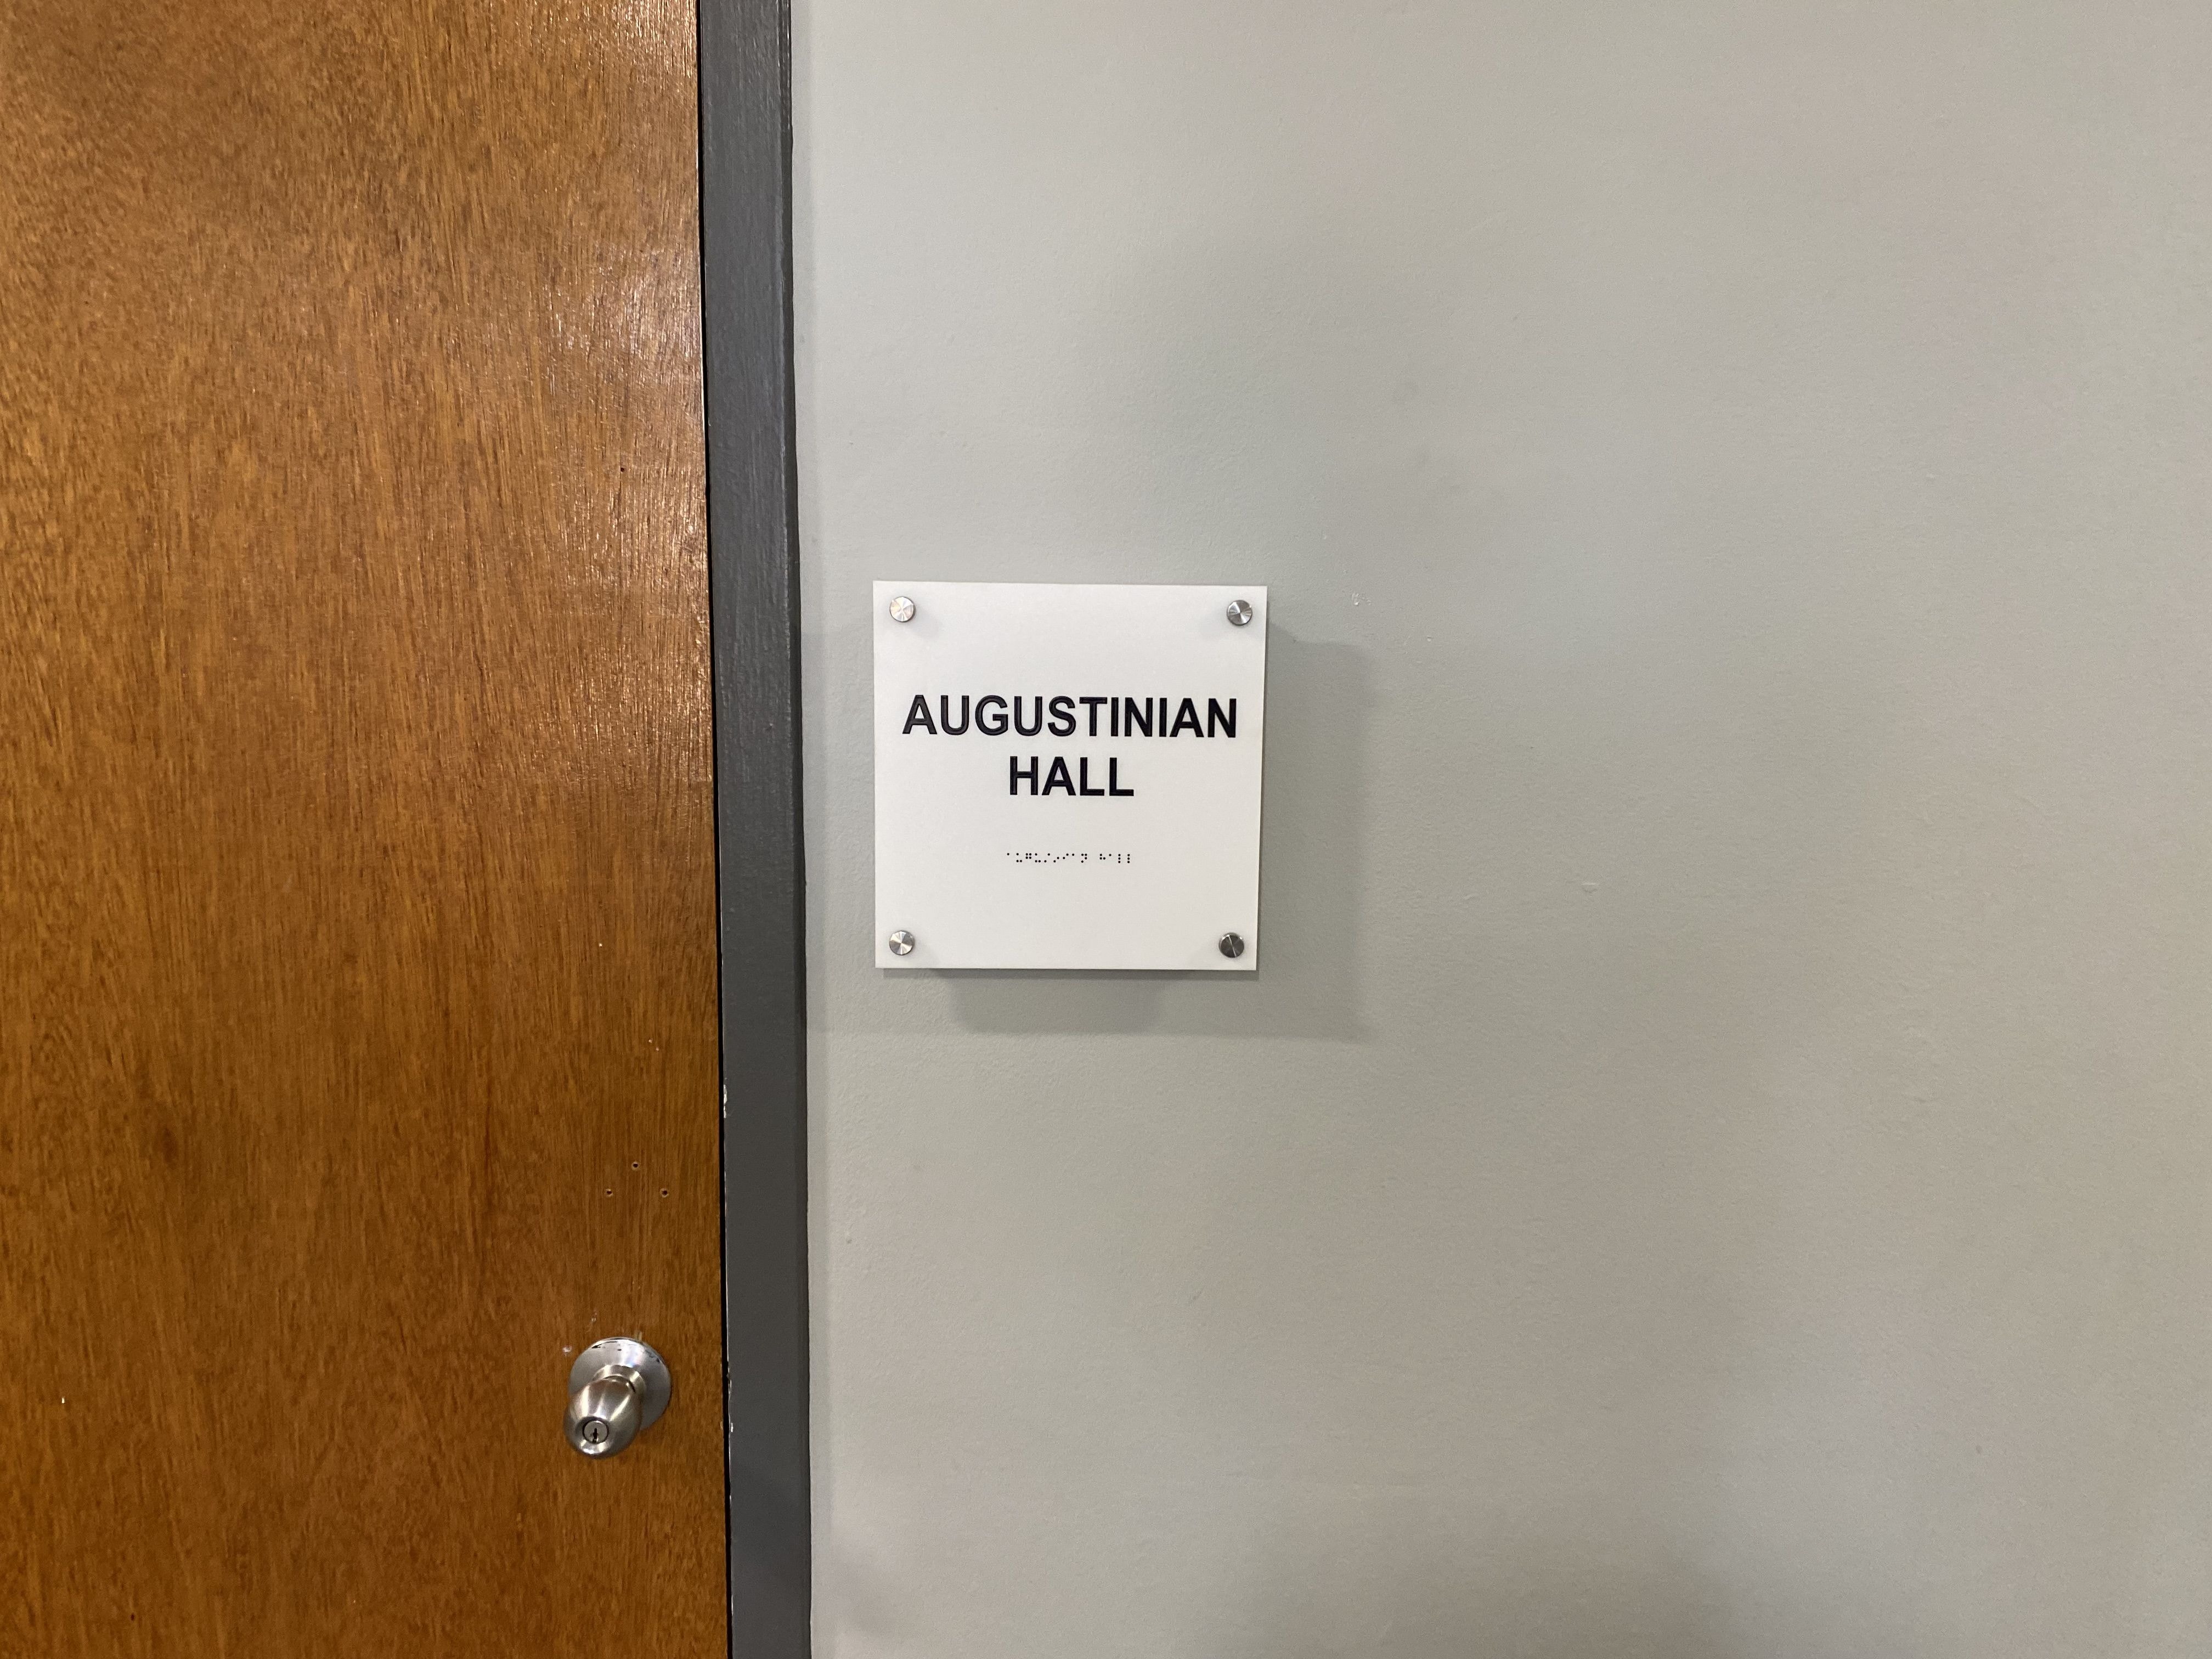 AUGUSTINIAN
HALL
⠁⠥⠛⠥⠌⠔⠊⠁⠝ ⠓⠁⠇⠇